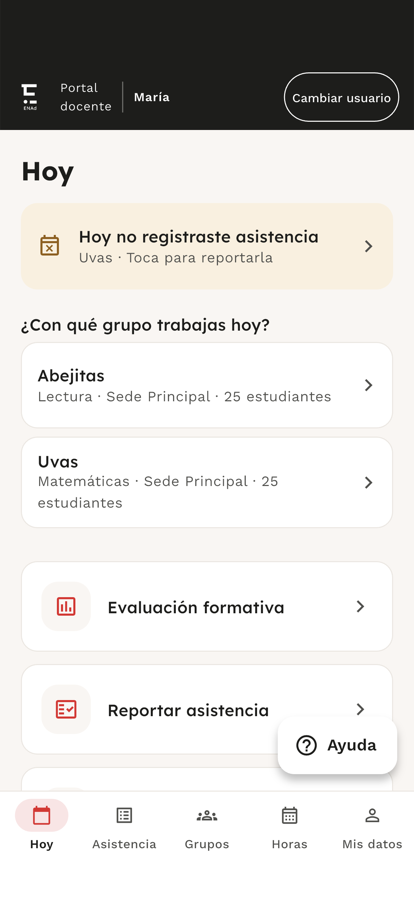 ENAd
Portal
docente
María
Cambiar usuario
Hoy
Hoy no registraste asistencia
Uvas · Toca para reportarla
¿Con qué grupo trabajas hoy?
Abejitas
Lectura · Sede Principal · 25 estudiantes
Uvas
Matemáticas · Sede Principal · 25
estudiantes
Evaluación formativa
Reportar asistencia
Ayuda
Hoy
Asistencia
Grupos
Horas
Mis datos